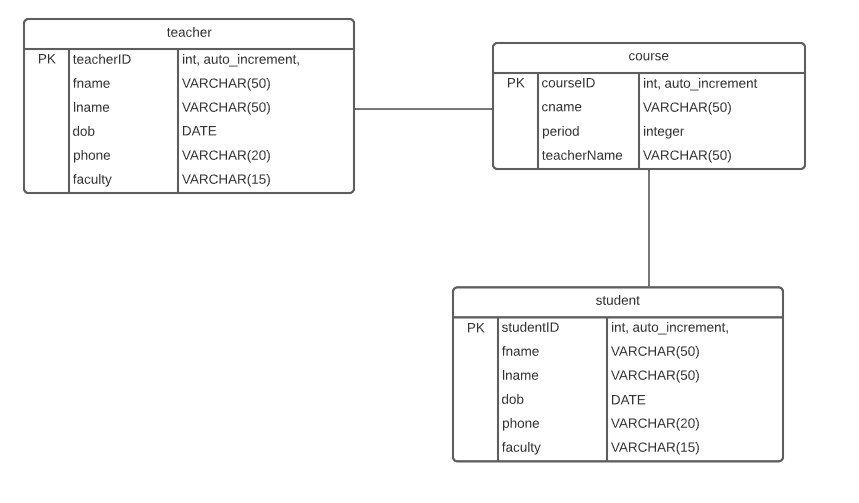 teacher
PK teacherID int, auto_increment,
fname VARCHAR(50)
lname VARCHAR(50)
dob DATE
phone VARCHAR(20)
faculty VARCHAR(15)
course
PK courseID int, auto_increment
cname VARCHAR(50)
period integer
teacherName VARCHAR(50)
student
PK studentID int, auto_increment,
fname VARCHAR(50)
lname VARCHAR(50)
dob DATE
phone VARCHAR(20)
faculty VARCHAR(15)